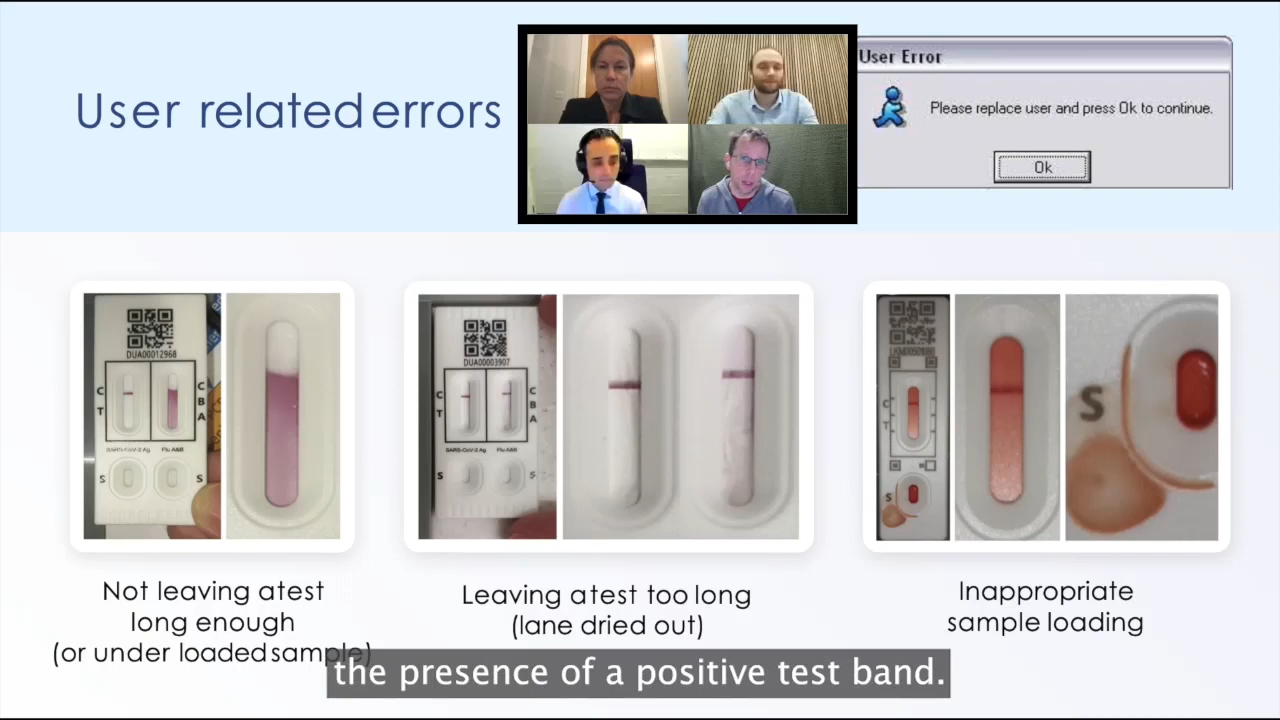 User related errors
User Error
Please replace user and press Ok to continue.
Ok
DUA00012968
C
T
C
B
A
SARS-CoV-2 Ag
Flu A&B
S
S
DUA00003907
C
T
C
B
A
SARS-CoV-2 Ag
Flu A&B
S
S
C
T
S
S
Not leaving a test
long enough
(or under loaded sample)
Leaving a test too long
(lane dried out)
Inappropriate
sample loading
the presence of a positive test band.